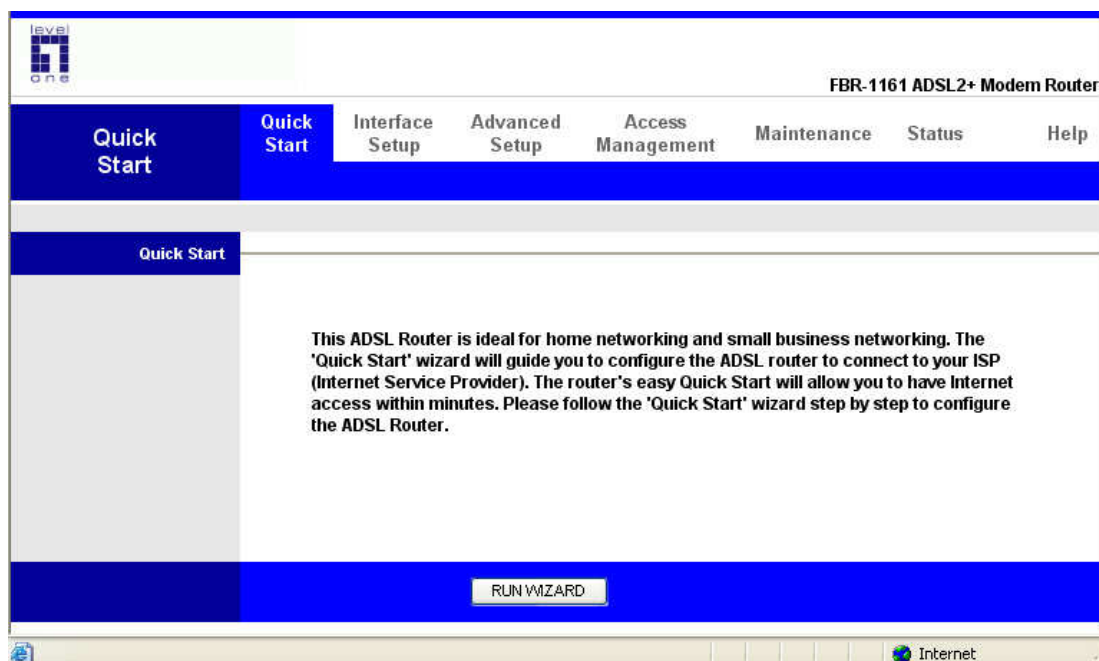 level
one
FBR-1161 ADSL2+ Modem Router
Quick
Start
Quick
Start
Interface
Setup
Advanced
Setup
Access
Management
Maintenance
Status
Help
Quick Start
This ADSL Router is ideal for home networking and small business networking. The
'Quick Start' wizard will guide you to configure the ADSL router to connect to your ISP
(Internet Service Provider). The router's easy Quick Start will allow you to have Internet
access within minutes. Please follow the 'Quick Start' wizard step by step to configure
the ADSL Router.
RUN WIZARD
Internet